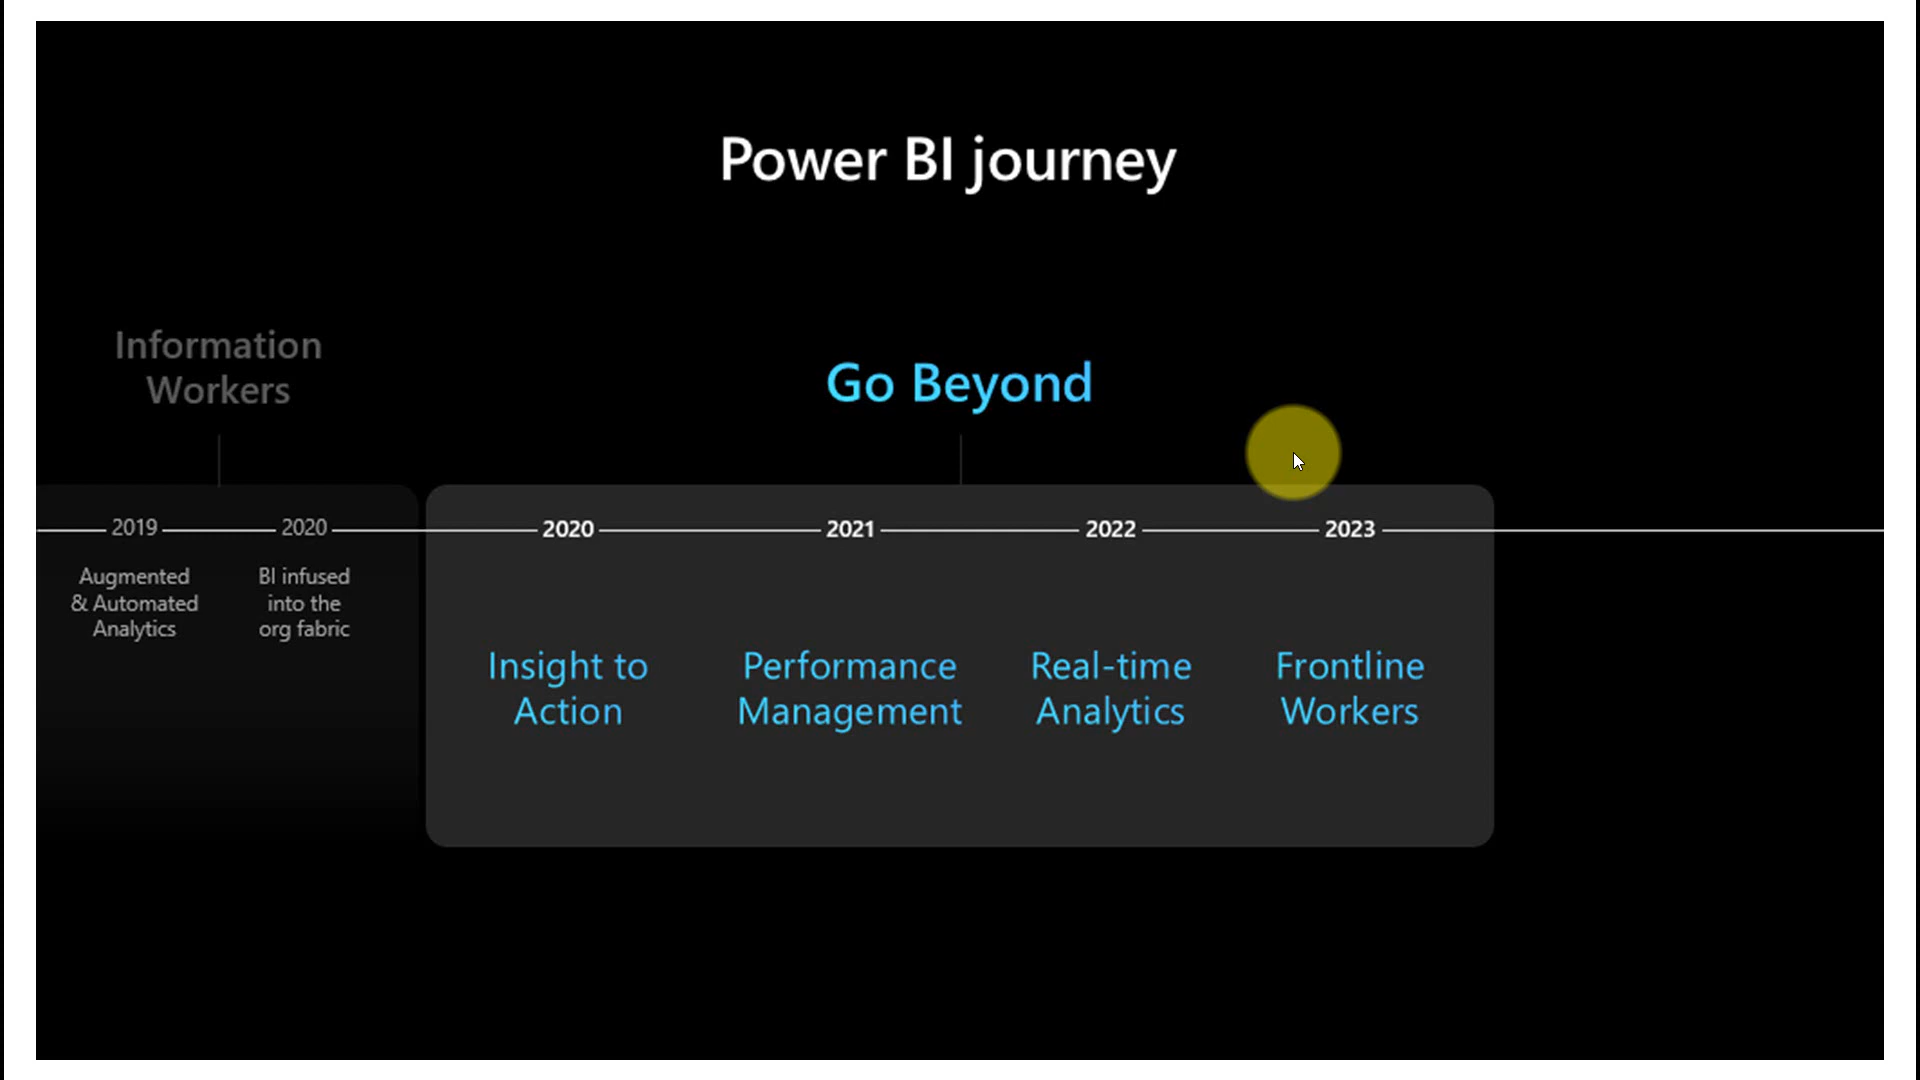 Power BI journey
Information
Workers
Go Beyond
2019
2020
2020
2021
2022
2023
Augmented
& Automated
Analytics
BI infused
into the
org fabric
Insight to
Action
Performance
Management
Real-time
Analytics
Frontline
Workers